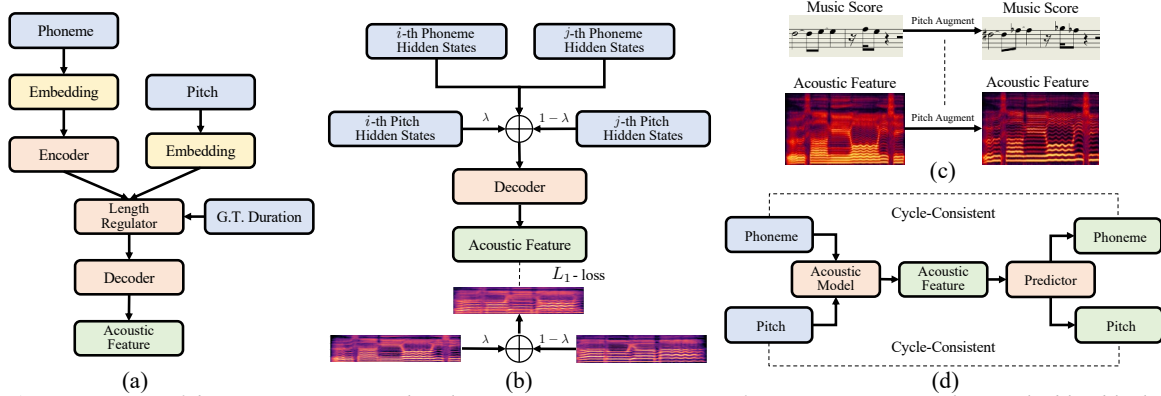 Phoneme
Embedding
Pitch
Encoder
Embedding
Length
Regulator
G.T. Duration
Decoder
Acoustic
Feature
(a)
i-th Phoneme
Hidden States
j-th Phoneme
Hidden States
i-th Pitch
Hidden States
λ
1 − λ
j-th Pitch
Hidden States
Decoder
Acoustic Feature
L1 - loss
λ
1 − λ
(b)
Music Score
Pitch Augment
Music Score
Acoustic Feature
Pitch Augment
Acoustic Feature
(c)
Cycle-Consistent
Phoneme
Phoneme
Acoustic
Model
Acoustic
Feature
Predictor
Pitch
Pitch
Cycle-Consistent
(d)